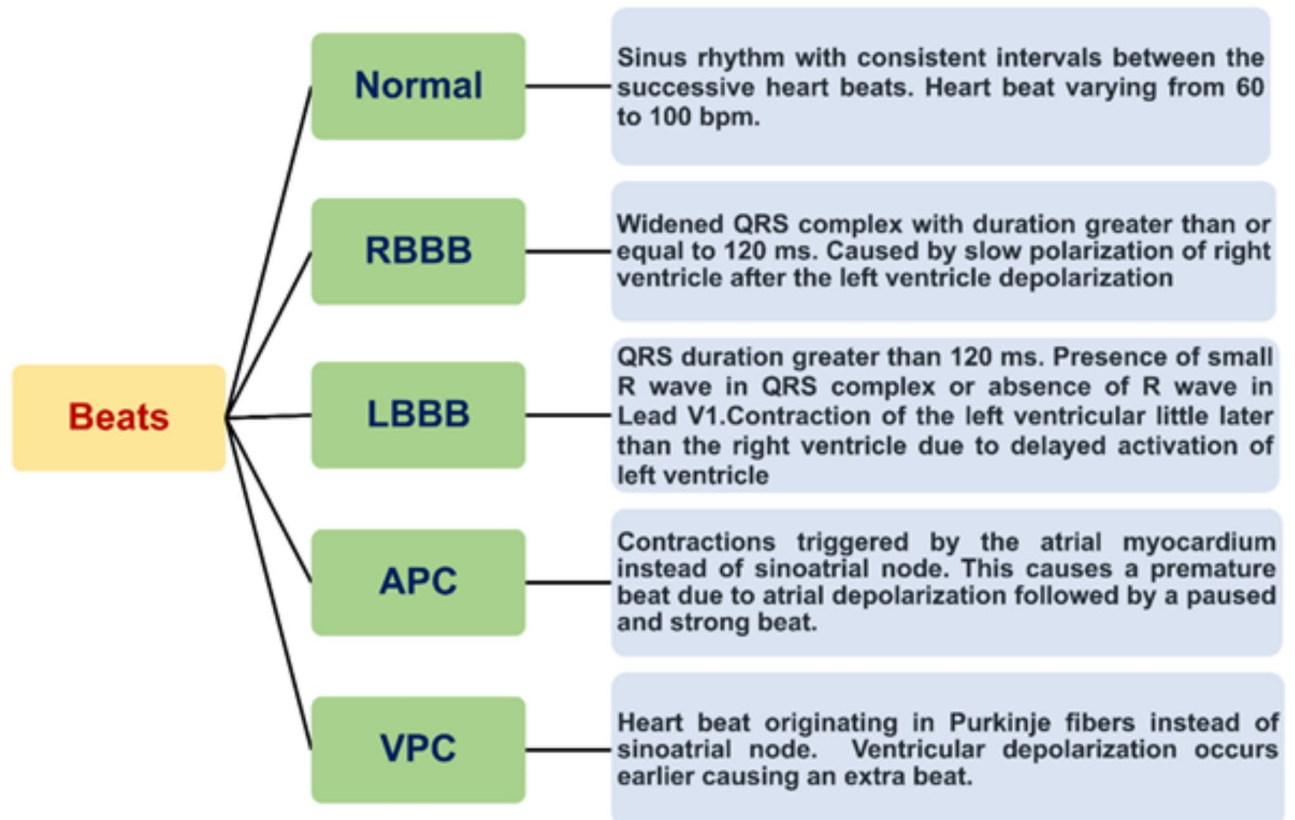 Beats
Normal
Sinus rhythm with consistent intervals between the
successive heart beats. Heart beat varying from 60
to 100 bpm.
RBBB
Widened QRS complex with duration greater than or
equal to 120 ms. Caused by slow polarization of right
ventricle after the left ventricle depolarization
LBBB
QRS duration greater than 120 ms. Presence of small
R wave in QRS complex or absence of R wave in
Lead V1.Contraction of the left ventricular little later
than the right ventricle due to delayed activation of
left ventricle
APC
Contractions triggered by the atrial myocardium
instead of sinoatrial node. This causes a premature
beat due to atrial depolarization followed by a paused
and strong beat.
VPC
Heart beat originating in Purkinje fibers instead of
sinoatrial node. Ventricular depolarization occurs
earlier causing an extra beat.